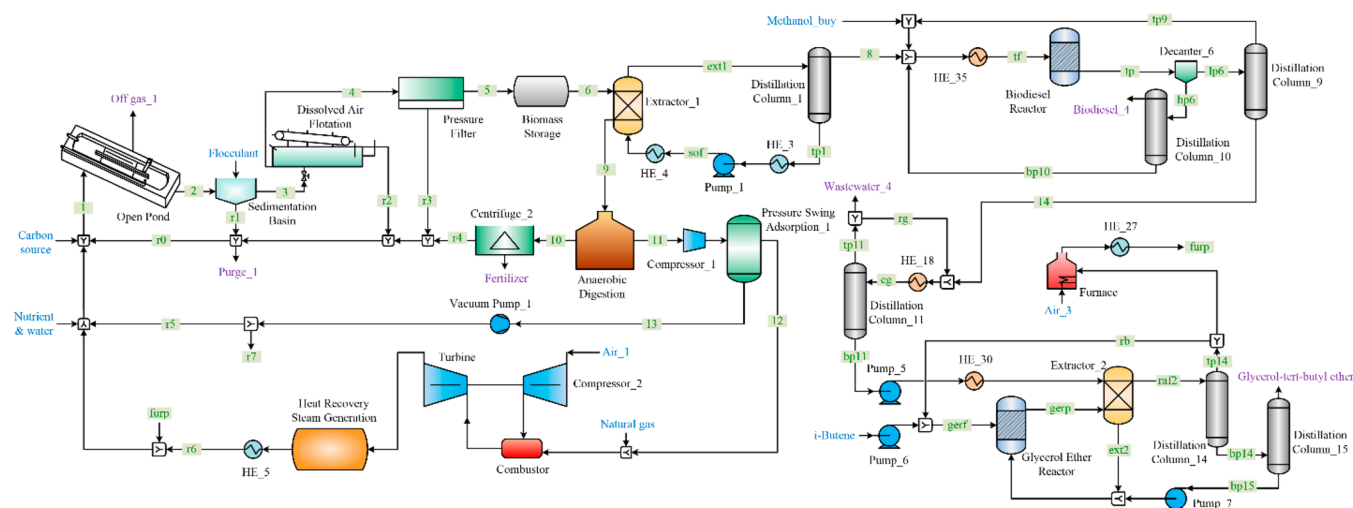 Methanol_buy
tp9
Off gas_1
4
Dissolved Air
Flotation
5
6
Pressure
Filter
Biomass
Storage
Extractor_1
ext1
Distillation
Column_1
8
HE_35
tf
Biodiesel
Reactor
tp
Decanter_6
lp6
hp6
Distillation
Column_9
Biodiesel_4
Distillation
Column_10
bp10
Flocculant
2
3
Open Pond
Sedimentation
Basin
r1
r2
r3
9
HE_4
sof
Pump_1
HE_3
tp1
1
Carbon
source
r0
Purge_1
Centrifuge_2
r4
10
Fertilizer
Anaerobic
Digestion
11
Compressor_1
Pressure Swing
Adsorption_1
12
Wastewater_4
rg
tp11
14
HE_18
cg
Distillation
Column_11
HE_27
furp
Furnace
Air_3
Nutrient
& water
r5
r7
Vacuum Pump_1
13
Turbine
Air_1
Compressor_2
bp11
Pump_5
HE_30
rb
Extractor_2
raf2
tp14
Glycerol-tert-butyl ether
Heat Recovery
Steam Generation
furp
r6
HE_5
Natural gas
Combustor
i-Butene
Pump_6
gerf
gerp
Glycerol Ether
Reactor
ext2
Distillation
Column_14
bp14
Distillation
Column_15
bp15
Pump_7